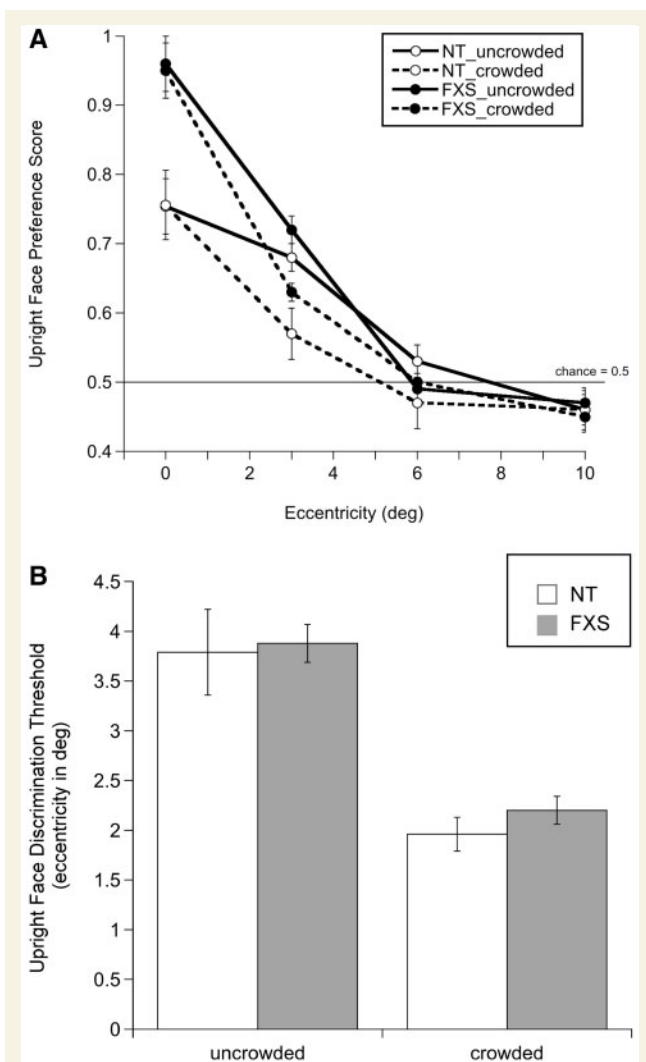 A
1
0.9
0.8
0.7
0.6
0.5
0.4
Upright Face Preference Score
NT_uncrowded
NT_crowded
FXS_uncrowded
FXS_crowded
chance = 0.5
0 2 4 6 8 10
Eccentricity (deg)
B
4.5
4
3.5
3
2.5
2
1.5
1
0.5
0
Upright Face Discrimination Threshold
(eccentricity in deg)
NT
FXS
uncrowded crowded